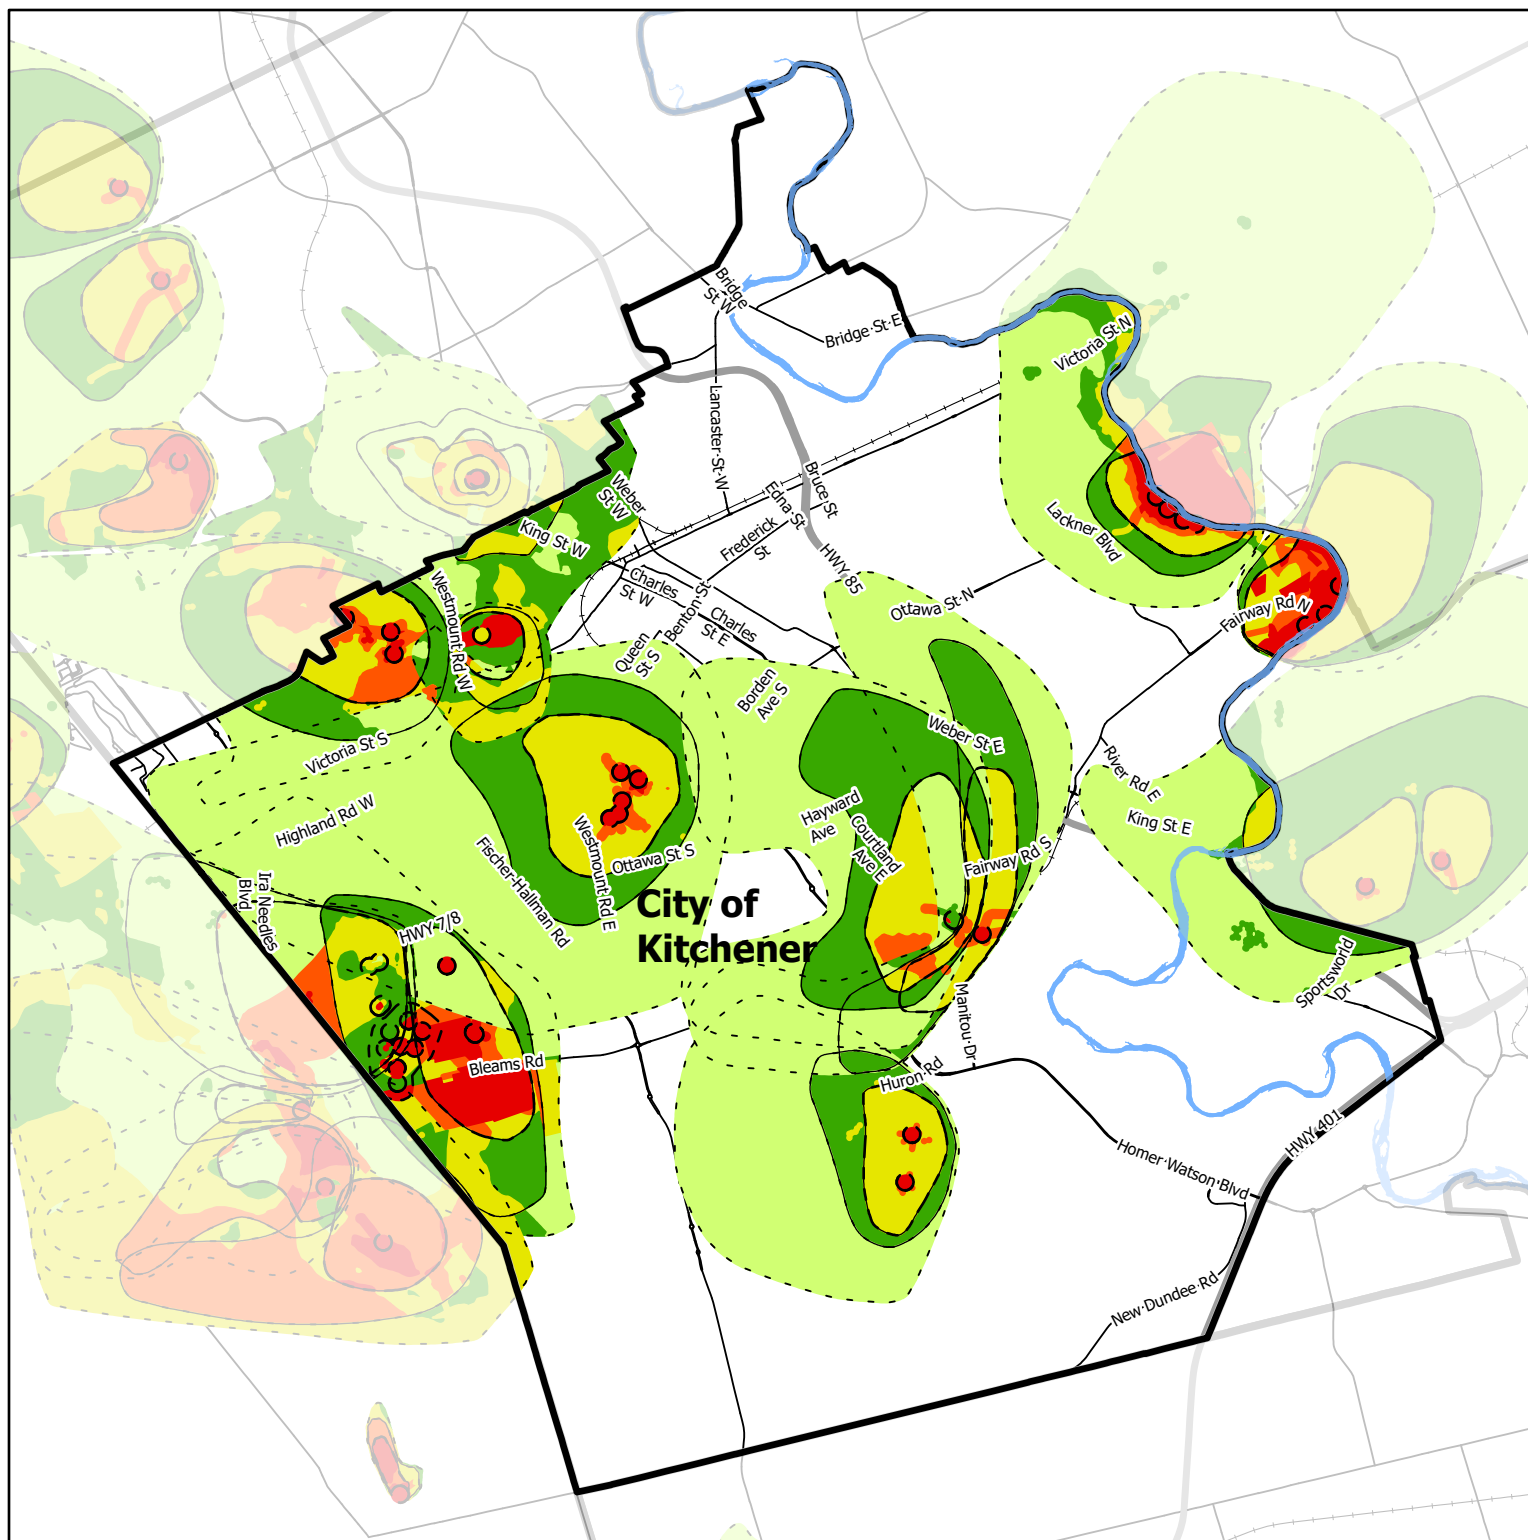 Bridge
St W
Bridge St E
Victoria St N
Lancaster St W
Weber
St W
Bruce St
Edna St
King St W
Frederick
St
Lackner Blvd
HWY 85
Charles
St W
Westmount Rd W
Benton St
Charles
St E
Ottawa St N
Fairway Rd N
Queen
St S
Borden
Ave S
Weber St E
Victoria St S
River Rd E
Highland Rd W
Hayward
Ave
King St E
Courtland
Ave E
Westmount Rd E
Ottawa St S
Fairway Rd S
Fischer-Hallman Rd
Ira Needles
Blvd
City of
Kitchener
HWY 7/8
Sportsworld
Dr
Manitou Dr
Bleams Rd
Huron Rd
HWY 401
Homer Watson Blvd
New Dundee Rd